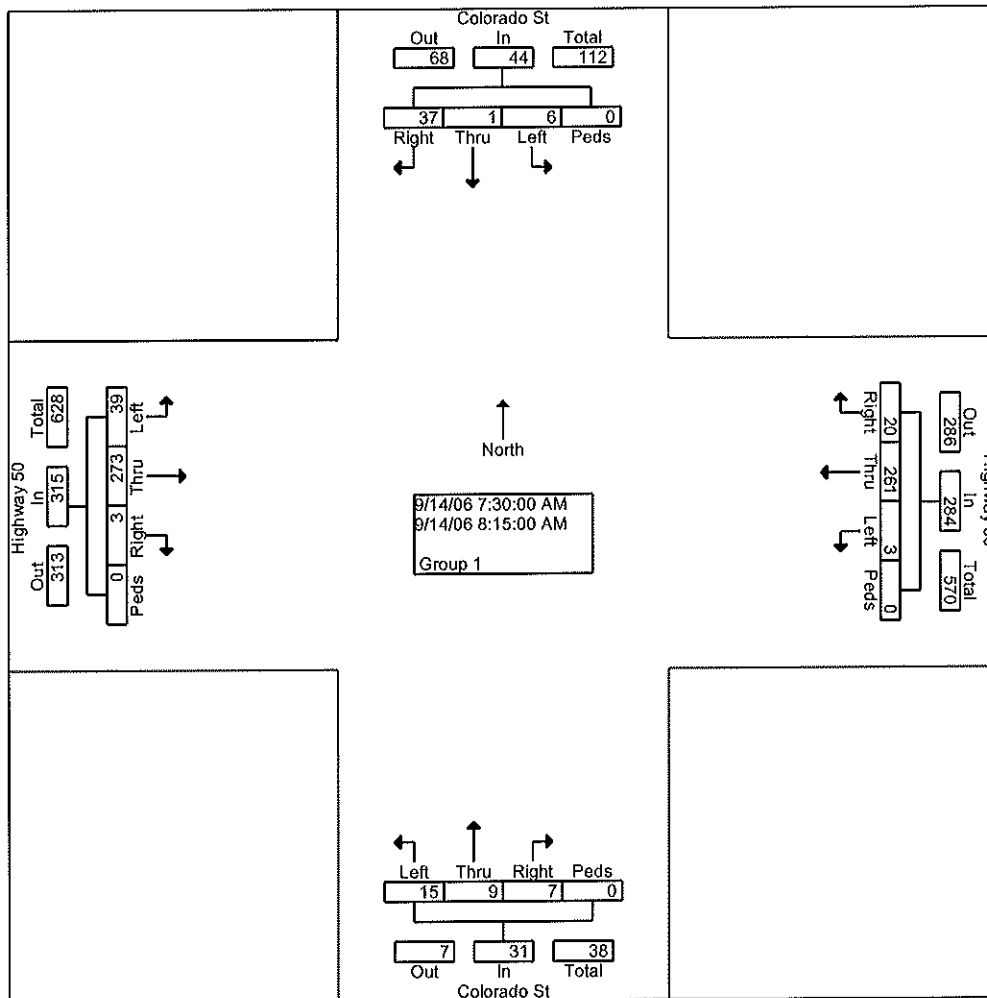 Colorado St
Out In Total
68 44 112
37 1 6 0
Right Thru Left Peds
Highway 50
Total In Out
628 315 313
39 273 3 0
Left Thru Right Peds
North
9/14/06 7:30:00 AM
9/14/06 8:15:00 AM
Group 1
Right Thru Left Peds
20 261 3 0
Out In Total
286 284 570
Left Thru Right Peds
15 9 7 0
7 31 38
Out In Total
Colorado St